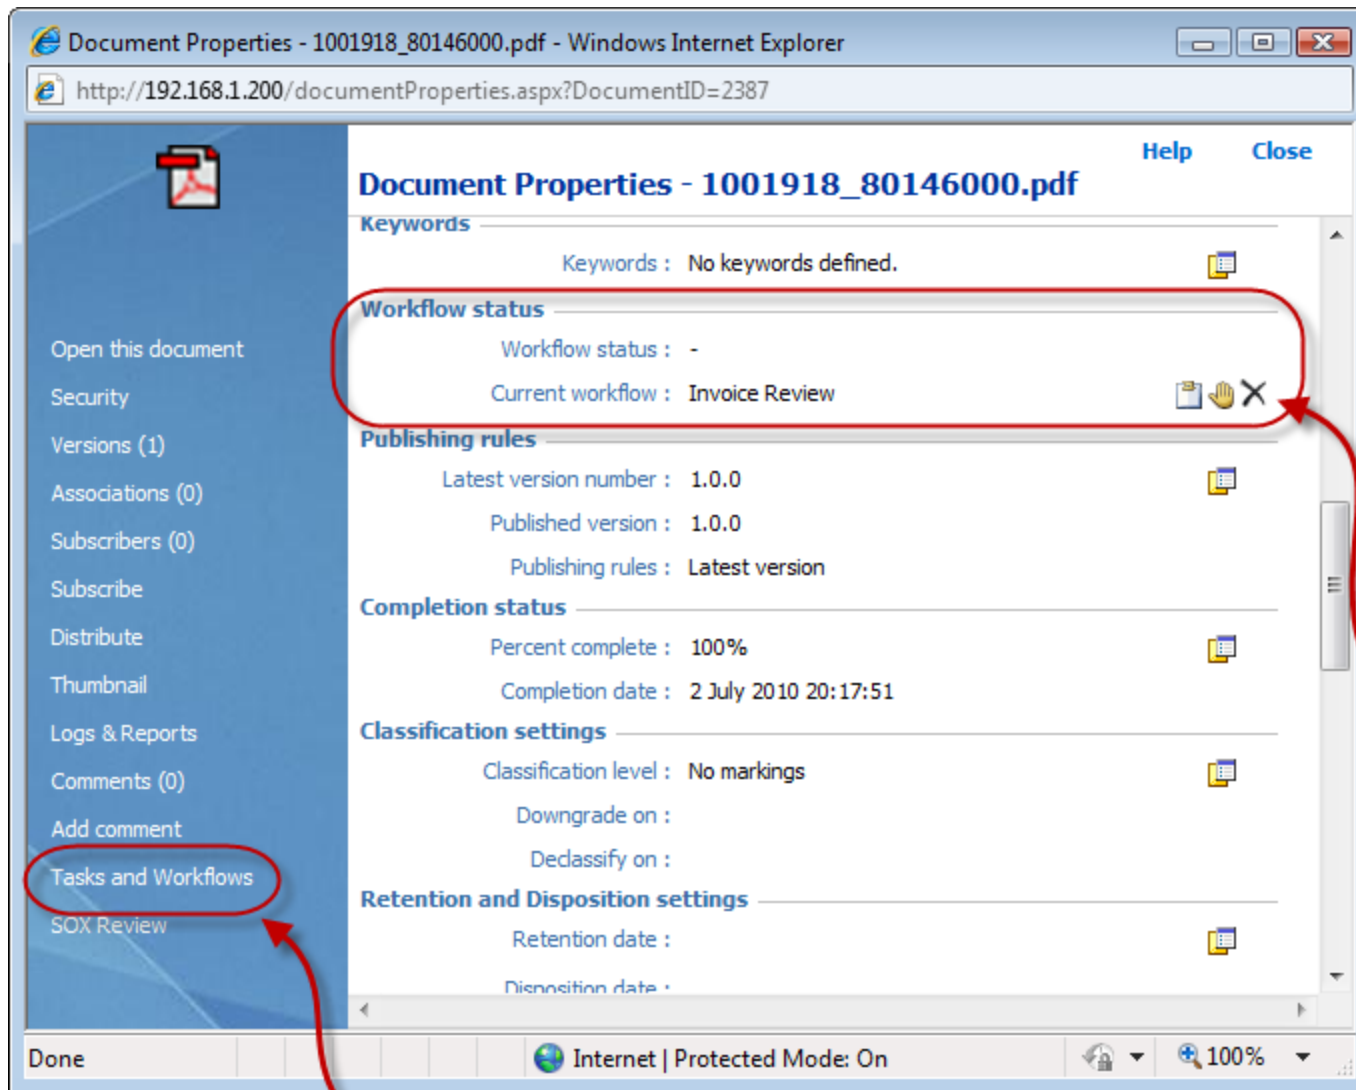 Document Properties - 1001918_80146000.pdf - Windows Internet Explorer
http://192.168.1.200/documentProperties.aspx?DocumentID=2387
Help Close
Document Properties - 1001918_80146000.pdf
Keywords
Keywords : No keywords defined.
Workflow status
Workflow status : -
Current workflow : Invoice Review
Publishing rules
Latest version number : 1.0.0
Published version : 1.0.0
Publishing rules : Latest version
Completion status
Percent complete : 100%
Completion date : 2 July 2010 20:17:51
Classification settings
Classification level : No markings
Downgrade on :
Declassify on :
Retention and Disposition settings
Retention date :
Disposition date :
Open this document
Security
Versions (1)
Associations (0)
Subscribers (0)
Subscribe
Distribute
Thumbnail
Logs & Reports
Comments (0)
Add comment
Tasks and Workflows
SOX Review
Done Internet | Protected Mode: On 100%